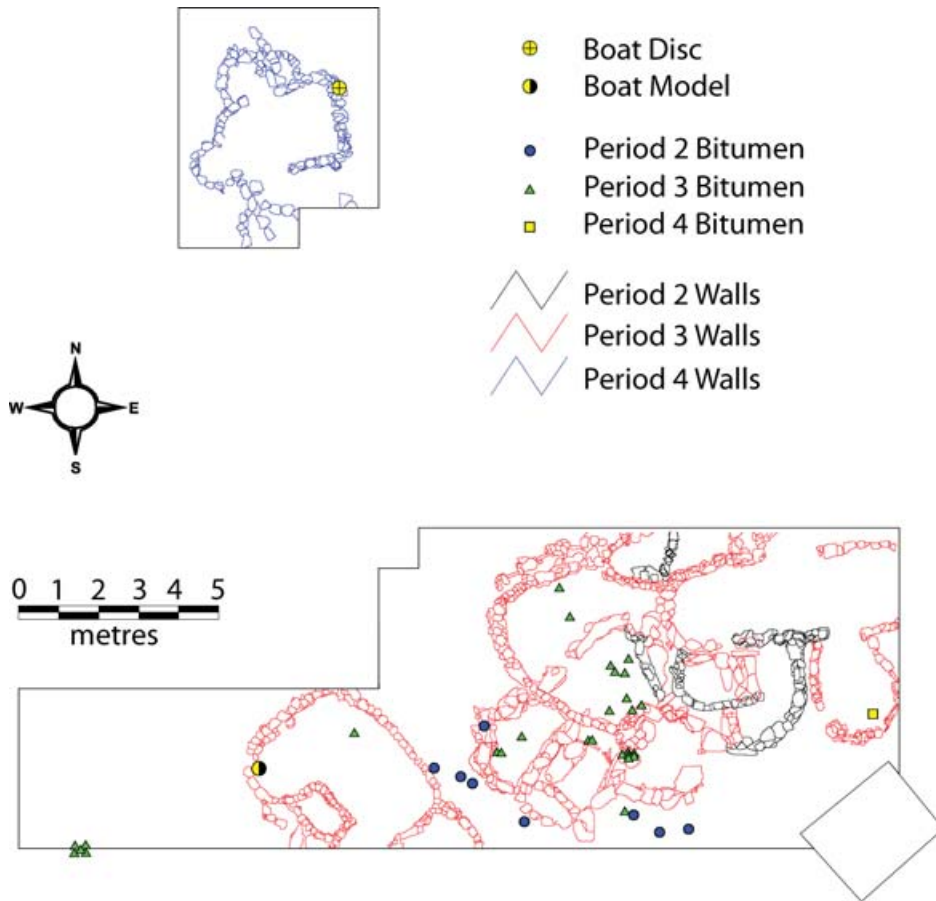 Boat Disc
Boat Model
Period 2 Bitumen
Period 3 Bitumen
Period 4 Bitumen
Period 2 Walls
Period 3 Walls
Period 4 Walls
N
W E
S
0 1 2 3 4 5
metres